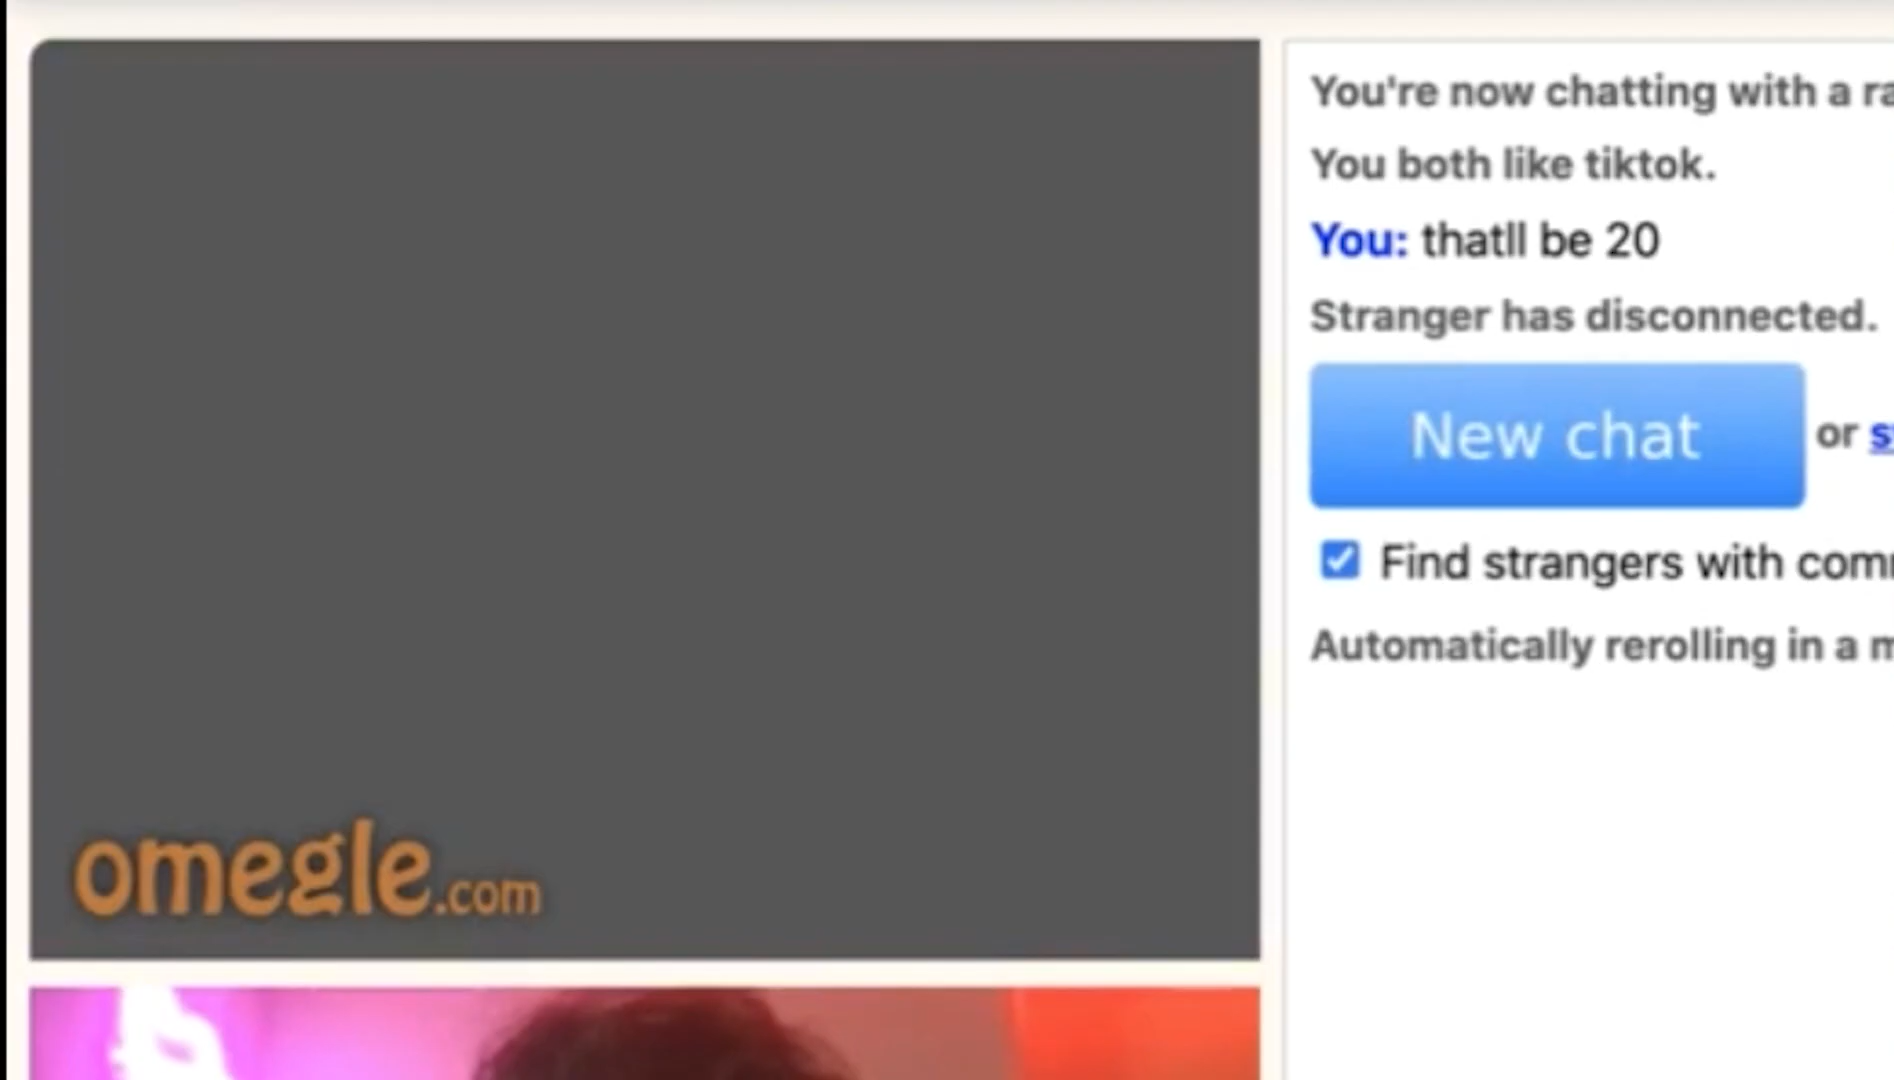 You're now chatting with a
You both like tiktok.
You: thatll be 20
Stranger has disconnected.
New chat or
Find strangers with
Automatically rerolling in a
omegle.com